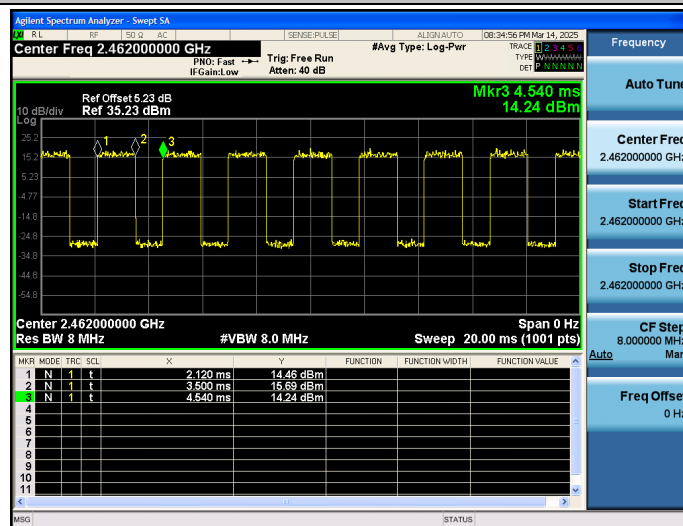 Agilent Spectrum Analyzer - Swept SA
LXI RL RF 50 Ω AC SENSE:PULSE ALIGNAUTO 08:34:56 PM Mar 14, 2025
Center Freq 2.462000000 GHz
PNO: Fast
IFGain:Low
Trig: Free Run
Atten: 40 dB
#Avg Type: Log-Pwr
TRACE 1 2 3 4 5 6
TYPE WWWWWW
DET P N N N N N
Mkr3 4.540 ms
14.24 dBm
Ref Offset 5.23 dB
10 dB/div Ref 35.23 dBm
Log
25.2
15.2
5.23
-4.77
-14.8
-24.8
-34.8
-44.8
-54.8
1 2 3
Center 2.462000000 GHz Span 0 Hz
Res BW 8 MHz #VBW 8.0 MHz Sweep 20.00 ms (1001 pts)
MKR MODE TRC SCL X Y FUNCTION FUNCTION WIDTH FUNCTION VALUE
1 N 1 t 2.120 ms 14.46 dBm
2 N 1 t 3.500 ms 15.69 dBm
3 N 1 t 4.540 ms 14.24 dBm
4
5
6
7
8
9
10
11
MSG STATUS
Frequency
Auto Tune
Center Freq
2.462000000 GHz
Start Freq
2.462000000 GHz
Stop Freq
2.462000000 GHz
CF Step
8.000000 MHz
Auto Man
Freq Offset
0 Hz